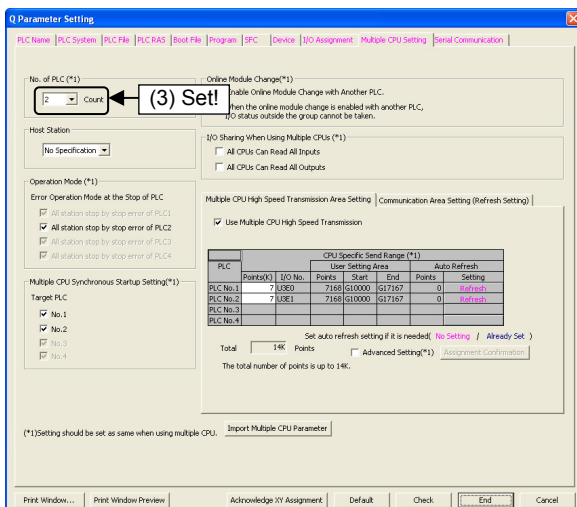 Q Parameter Setting
PLC Name PLC System PLC File PLC RAS Boot File Program SFC Device I/O Assignment Multiple CPU Setting Serial Communication
No. of PLC (*1)
2 Count
(3) Set!
Online Module Change(*1)
Enable Online Module Change with Another PLC.
When the online module change is enabled with another PLC,
I/O status outside the group cannot be taken.
Host Station
No Specification
I/O Sharing When Using Multiple CPUs (*1)
All CPUs Can Read All Inputs
All CPUs Can Read All Outputs
Operation Mode (*1)
Error Operation Mode at the Stop of PLC
All station stop by stop error of PLC1
All station stop by stop error of PLC2
All station stop by stop error of PLC3
All station stop by stop error of PLC4
Multiple CPU Synchronous Startup Setting(*1)
Target PLC
No.1
No.2
No.3
No.4
Multiple CPU High Speed Transmission Area Setting Communication Area Setting (Refresh Setting)
Use Multiple CPU High Speed Transmission
CPU Specific Send Range (*1)
PLC User Setting Area Auto Refresh
Points(K) I/O No. Points Start End Points Setting
PLC No.1 7 U3E0 7168 G10000 G17167 0 Refresh
PLC No.2 7 U3E1 7168 G10000 G17167 0 Refresh
PLC No.3
PLC No.4
Set auto refresh setting if it is needed( No Setting / Already Set )
Total 14K Points Advanced Setting(*1) Assignment Confirmation
The total number of points is up to 14K.
(*1)Setting should be set as same when using multiple CPU. Import Multiple CPU Parameter
Print Window... Print Window Preview Acknowledge XY Assignment Default Check End Cancel